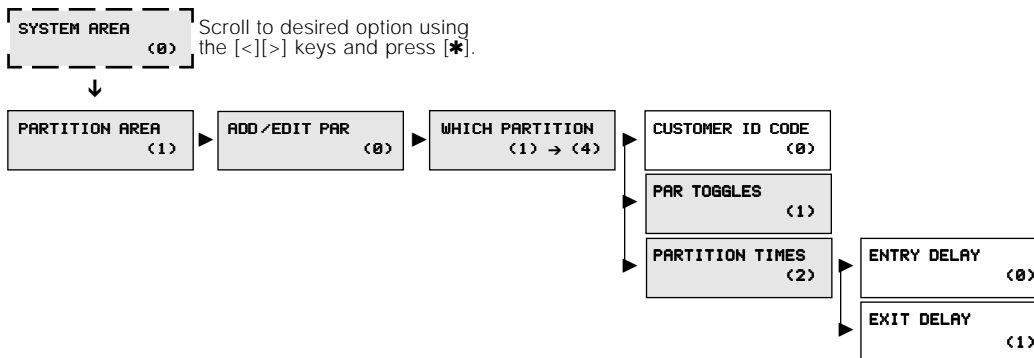 SYSTEM AREA
(0)
Scroll to desired option using
the [<][>] keys and press [✱].
PARTITION AREA
(1)
ADD/EDIT PAR
(0)
WHICH PARTITION
(1) → (4)
CUSTOMER ID CODE
(0)
PAR TOGGLES
(1)
PARTITION TIMES
(2)
ENTRY DELAY
(0)
EXIT DELAY
(1)